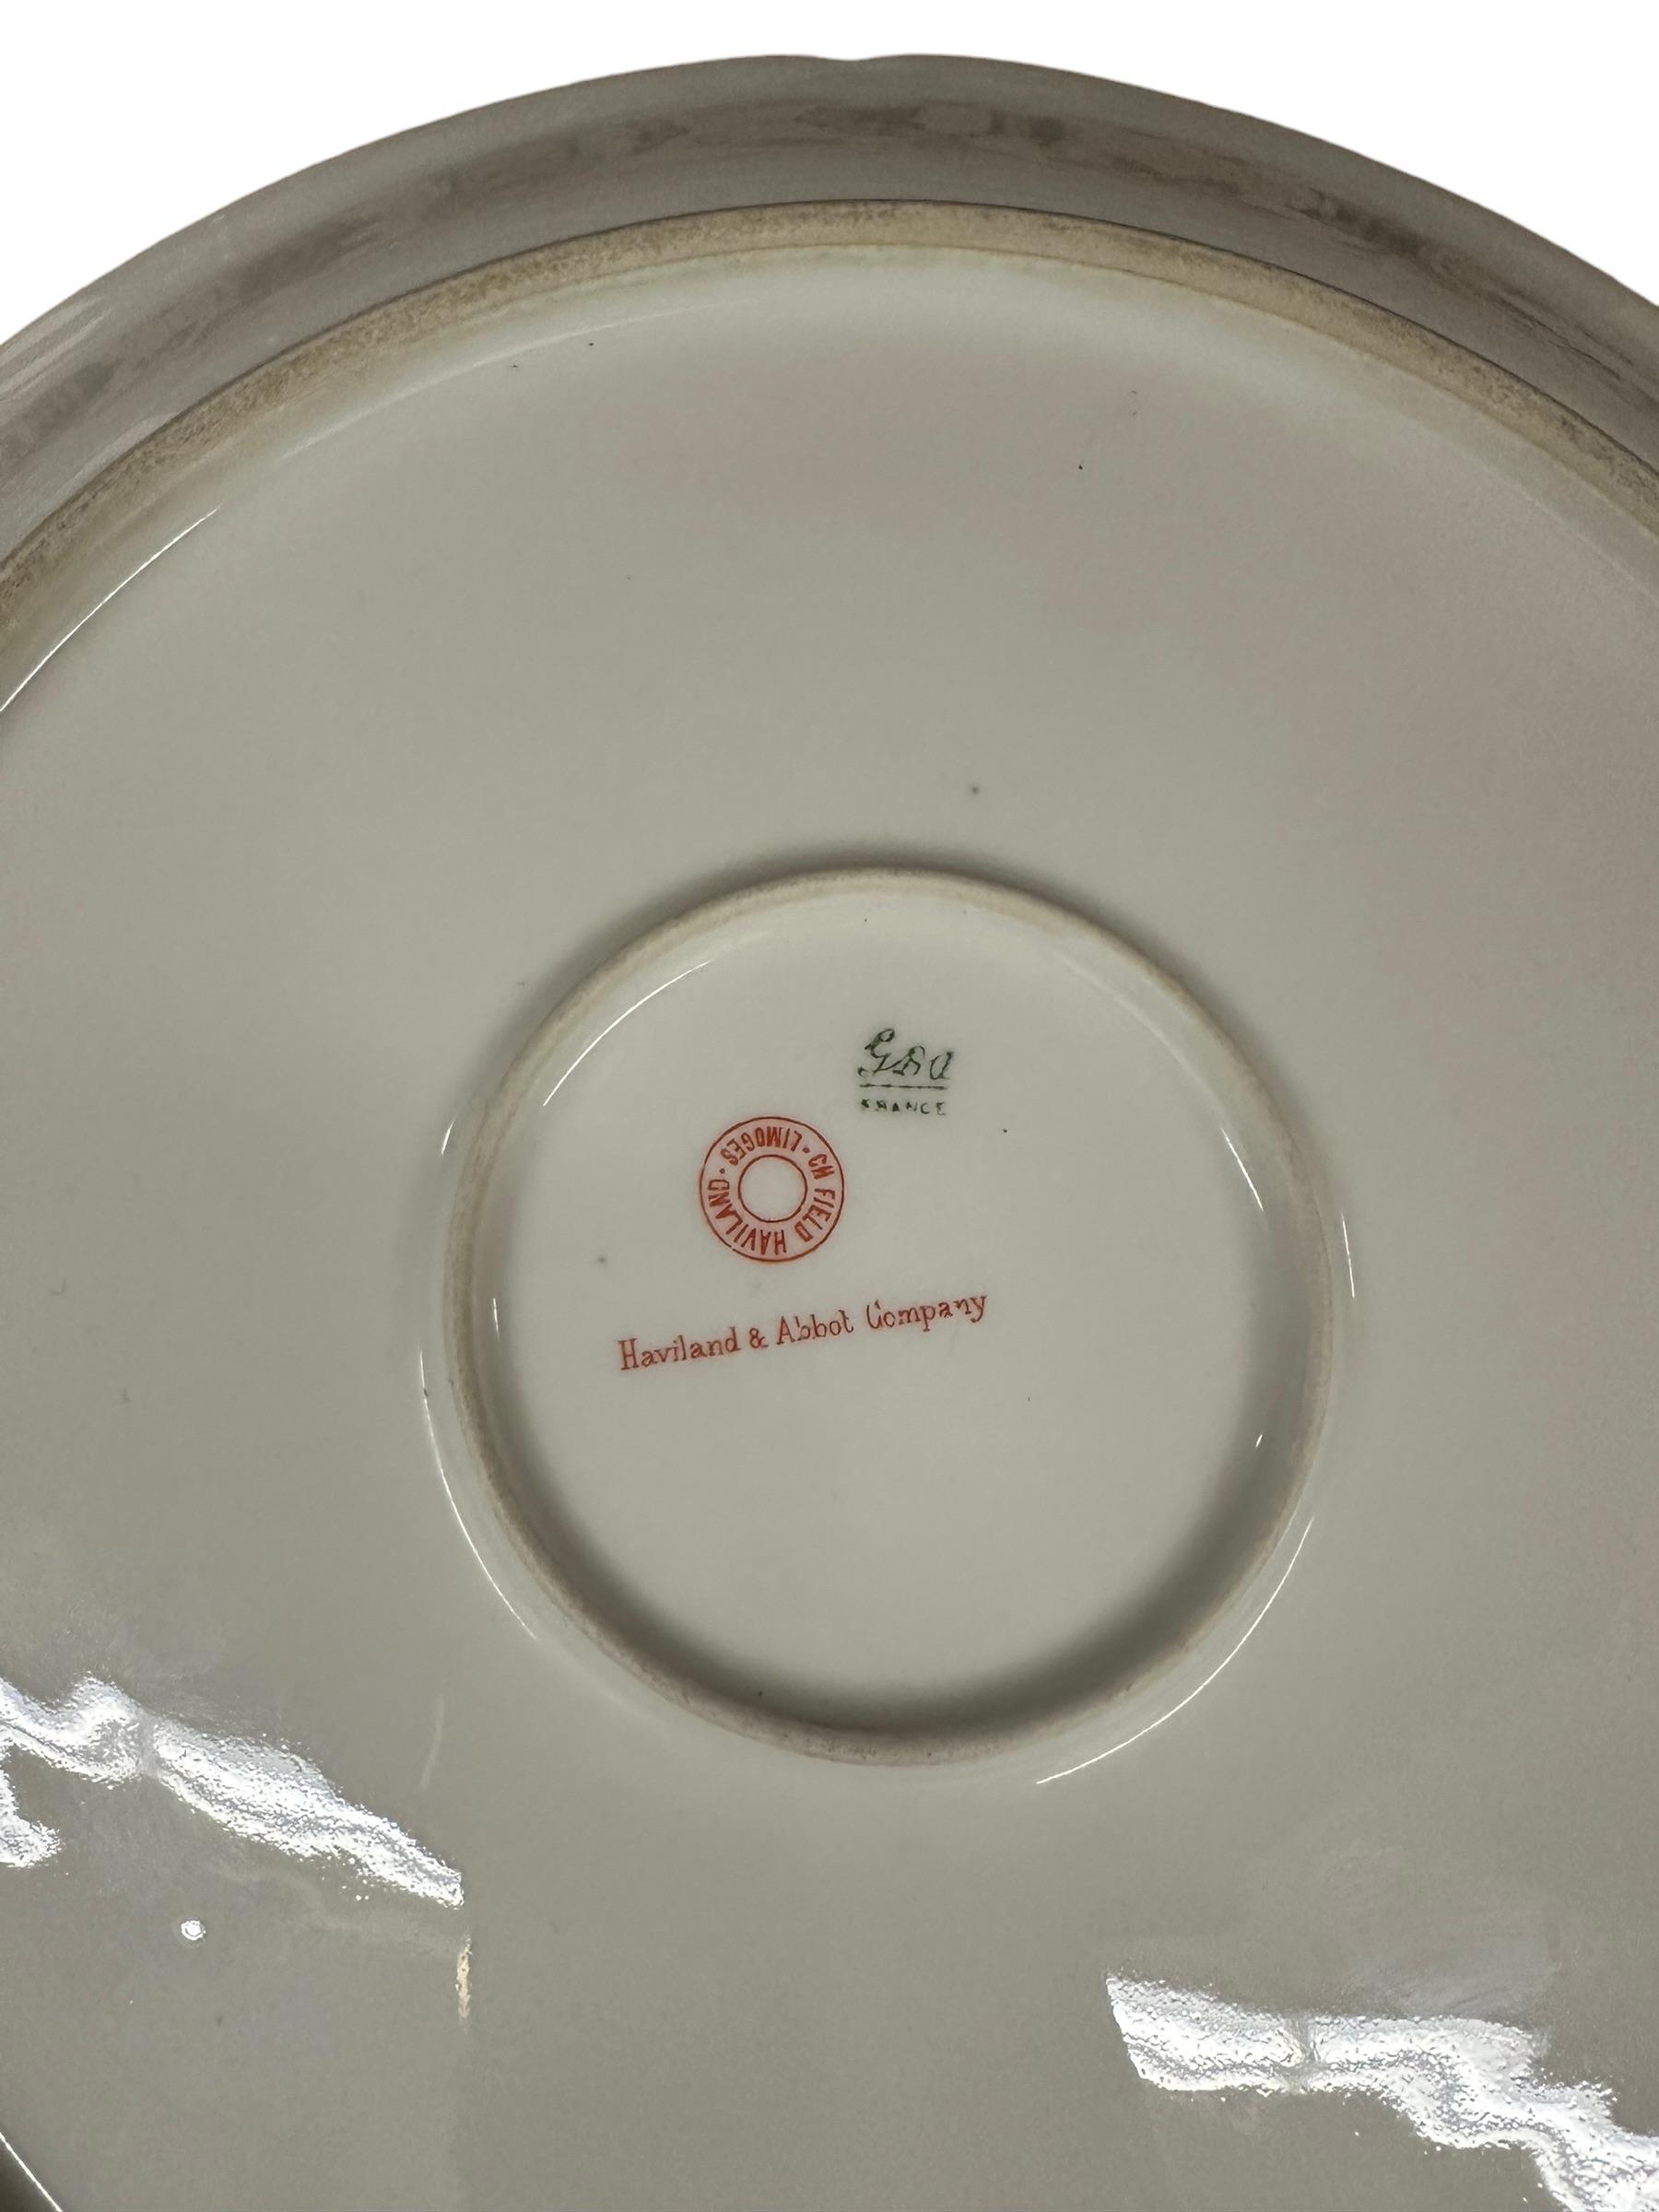 GDA
FRANCE
CH FIELD HAVILAND · LIMOGES ·
Haviland & Abbot Company